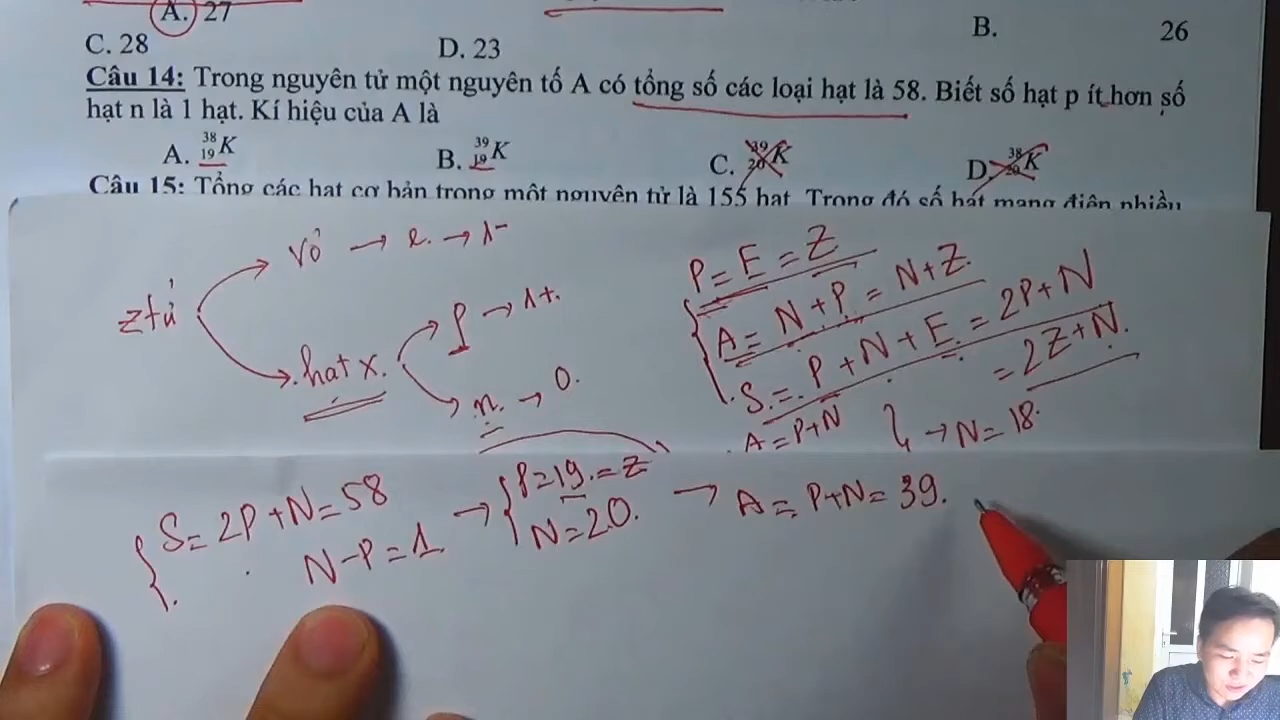 A. 27
B. 26
C. 28 D. 23
Câu 14: Trong nguyên tử một nguyên tố A có tổng số các loại hạt là 58. Biết số hạt p ít hơn số
hạt n là 1 hạt. Kí hiệu của A là
A. ³⁸₁₉K B. ³⁹₁₉K C. ³⁹₂₀K D. ³⁸₂₀K
Câu 15: Tổng các hạt cơ bản trong một nguyên tử là 155 hạt. Trong đó số hạt mang điện nhiều
ztử
vỏ → e. → 1-
hat x.
p → 1+.
n. → 0.
P = E = Z
A = N + P = N + Z.
S. = P + N + E = 2P + N
= 2Z + N.
A = P + N → N = 18.
S = 2P + N = 58
N - P = 1.
→ P = 19. = Z
N = 20.
→ A = P + N = 39.